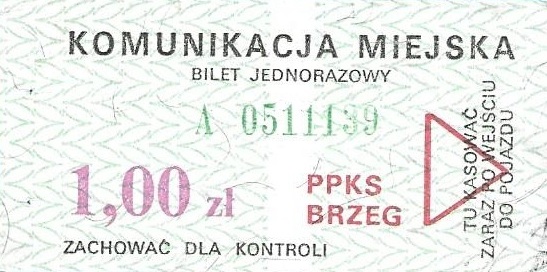 KOMUNIKACJA MIEJSKA
BILET JEDNORAZOWY
A 0511139
1,00 zł
PPKS
BRZEG
ZACHOWAĆ DLA KONTROLI
TU KASOWAĆ
ZARAZ PO WEJŚCIU
DO POJAZDU